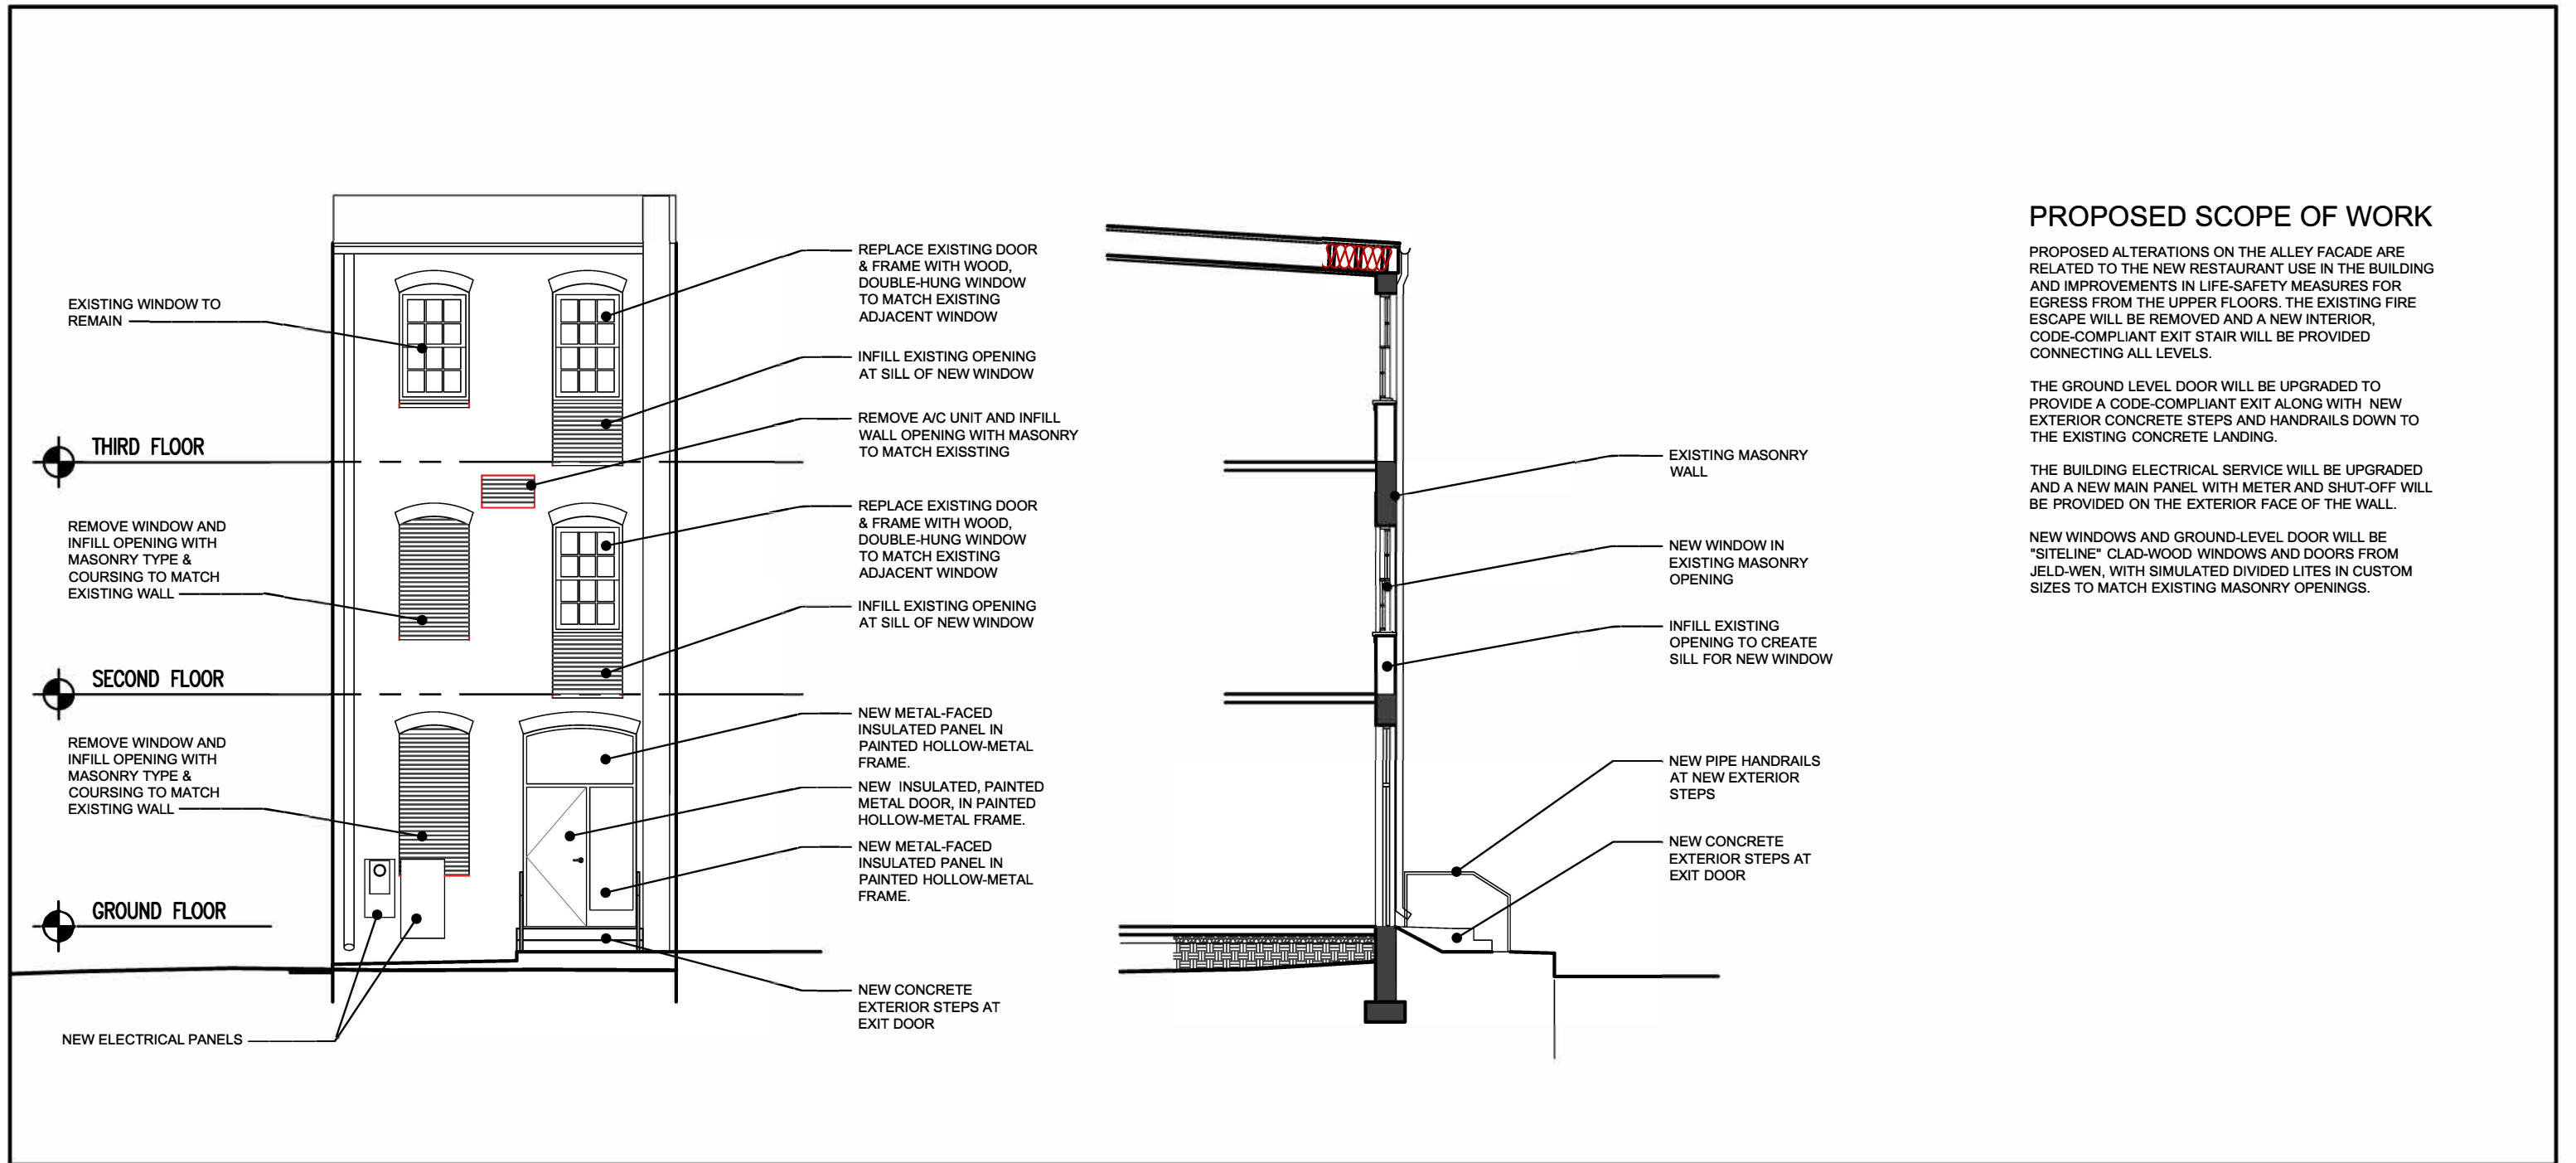 EXISTING WINDOW TO
REMAIN
THIRD FLOOR
REMOVE WINDOW AND
INFILL OPENING WITH
MASONRY TYPE &
COURSING TO MATCH
EXISTING WALL
SECOND FLOOR
REMOVE WINDOW AND
INFILL OPENING WITH
MASONRY TYPE &
COURSING TO MATCH
EXISTING WALL
GROUND FLOOR
NEW ELECTRICAL PANELS
REPLACE EXISTING DOOR
& FRAME WITH WOOD,
DOUBLE-HUNG WINDOW
TO MATCH EXISTING
ADJACENT WINDOW
INFILL EXISTING OPENING
AT SILL OF NEW WINDOW
REMOVE A/C UNIT AND INFILL
WALL OPENING WITH MASONRY
TO MATCH EXISSTING
REPLACE EXISTING DOOR
& FRAME WITH WOOD,
DOUBLE-HUNG WINDOW
TO MATCH EXISTING
ADJACENT WINDOW
INFILL EXISTING OPENING
AT SILL OF NEW WINDOW
NEW METAL-FACED
INSULATED PANEL IN
PAINTED HOLLOW-METAL
FRAME.
NEW INSULATED, PAINTED
METAL DOOR, IN PAINTED
HOLLOW-METAL FRAME.
NEW METAL-FACED
INSULATED PANEL IN
PAINTED HOLLOW-METAL
FRAME.
NEW CONCRETE
EXTERIOR STEPS AT
EXIT DOOR
EXISTING MASONRY
WALL
NEW WINDOW IN
EXISTING MASONRY
OPENING
INFILL EXISTING
OPENING TO CREATE
SILL FOR NEW WINDOW
NEW PIPE HANDRAILS
AT NEW EXTERIOR
STEPS
NEW CONCRETE
EXTERIOR STEPS AT
EXIT DOOR
PROPOSED SCOPE OF WORK
PROPOSED ALTERATIONS ON THE ALLEY FACADE ARE
RELATED TO THE NEW RESTAURANT USE IN THE BUILDING
AND IMPROVEMENTS IN LIFE-SAFETY MEASURES FOR
EGRESS FROM THE UPPER FLOORS. THE EXISTING FIRE
ESCAPE WILL BE REMOVED AND A NEW INTERIOR,
CODE-COMPLIANT EXIT STAIR WILL BE PROVIDED
CONNECTING ALL LEVELS.
THE GROUND LEVEL DOOR WILL BE UPGRADED TO
PROVIDE A CODE-COMPLIANT EXIT ALONG WITH NEW
EXTERIOR CONCRETE STEPS AND HANDRAILS DOWN TO
THE EXISTING CONCRETE LANDING.
THE BUILDING ELECTRICAL SERVICE WILL BE UPGRADED
AND A NEW MAIN PANEL WITH METER AND SHUT-OFF WILL
BE PROVIDED ON THE EXTERIOR FACE OF THE WALL.
NEW WINDOWS AND GROUND-LEVEL DOOR WILL BE
"SITELINE" CLAD-WOOD WINDOWS AND DOORS FROM
JELD-WEN, WITH SIMULATED DIVIDED LITES IN CUSTOM
SIZES TO MATCH EXISTING MASONRY OPENINGS.